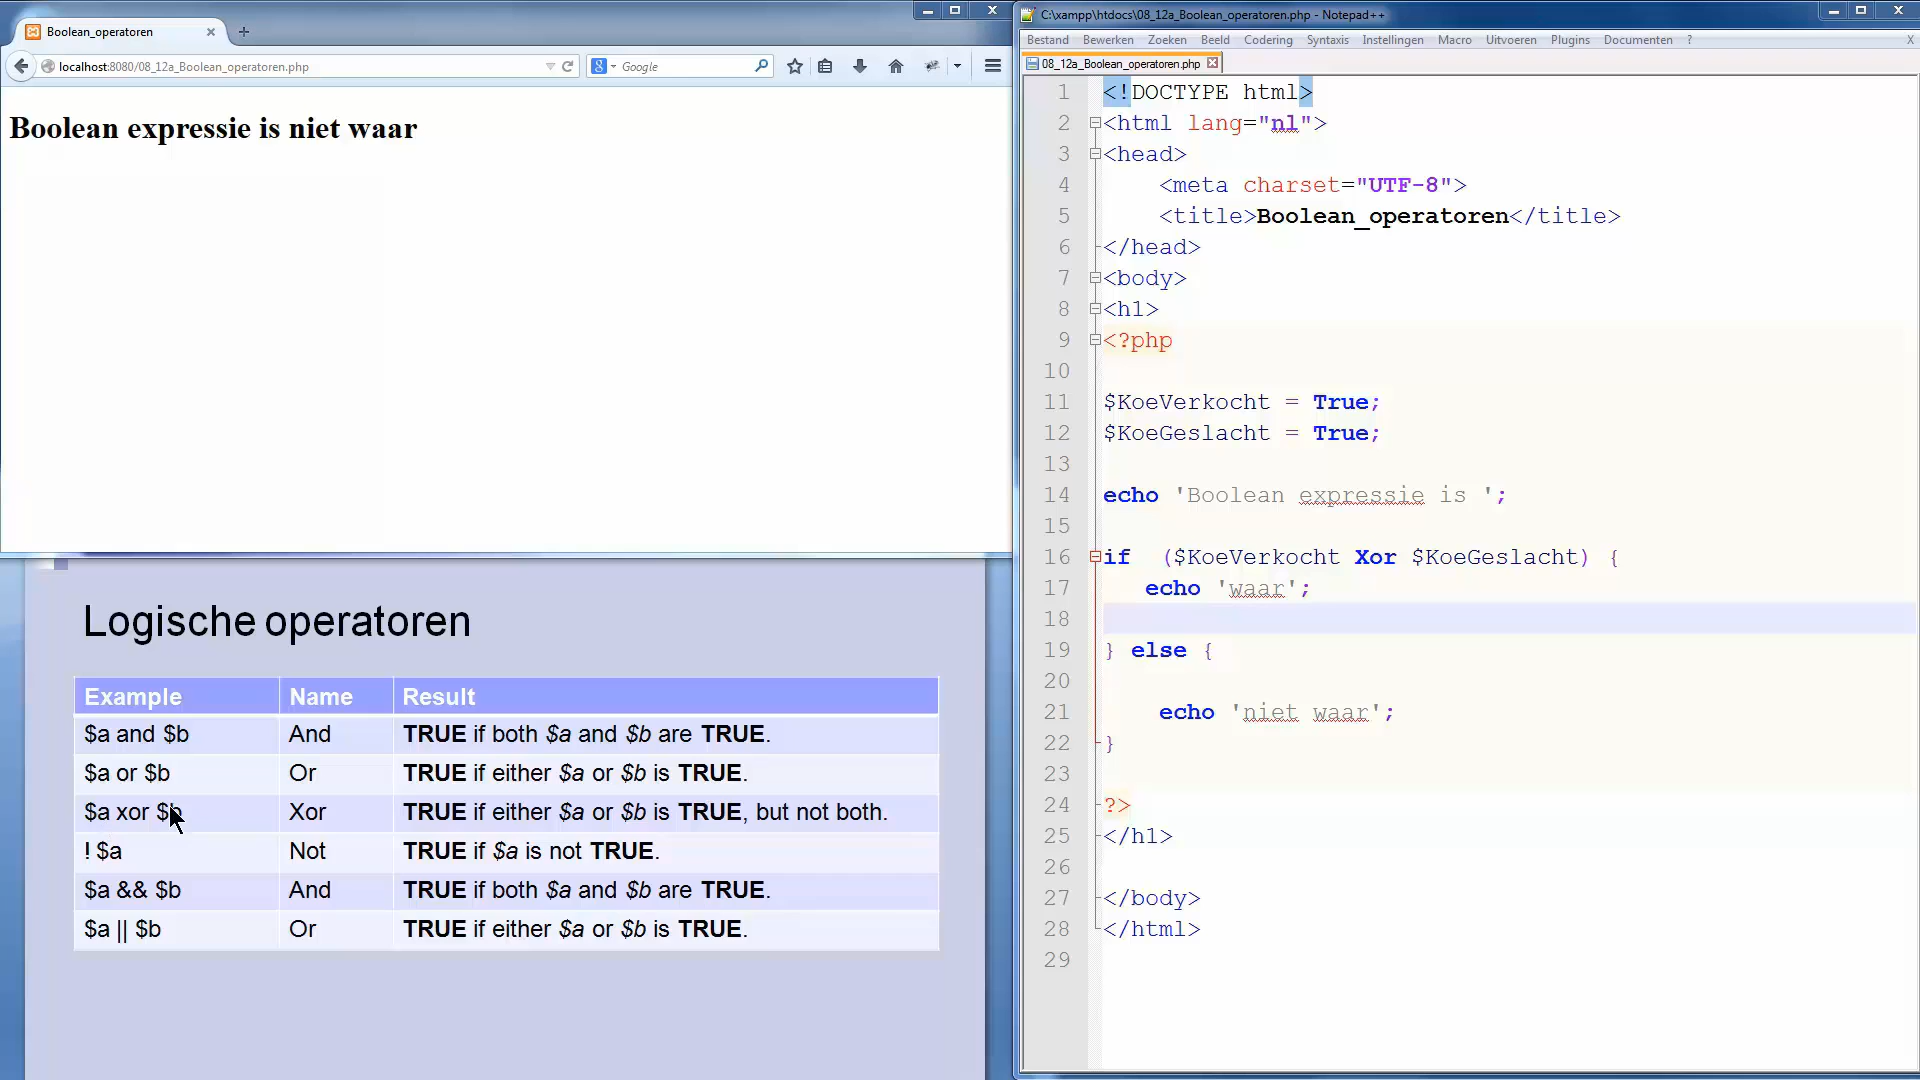 Boolean_operatoren
localhost:8080/08_12a_Boolean_operatoren.php
Google
Boolean expressie is niet waar
Logische operatoren
Example Name Result
$a and $b And TRUE if both $a and $b are TRUE.
$a or $b Or TRUE if either $a or $b is TRUE.
$a xor $b Xor TRUE if either $a or $b is TRUE, but not both.
! $a Not TRUE if $a is not TRUE.
$a && $b And TRUE if both $a and $b are TRUE.
$a || $b Or TRUE if either $a or $b is TRUE.
C:\xampp\htdocs\08_12a_Boolean_operatoren.php - Notepad++
Bestand Bewerken Zoeken Beeld Codering Syntaxis Instellingen Macro Uitvoeren Plugins Documenten ? X
08_12a_Boolean_operatoren.php
1 <!DOCTYPE html>
2 <html lang="nl">
3 <head>
4 <meta charset="UTF-8">
5 <title>Boolean_operatoren</title>
6 </head>
7 <body>
8 <h1>
9 <?php
10
11 $KoeVerkocht = True;
12 $KoeGeslacht = True;
13
14 echo 'Boolean expressie is ';
15
16 if ($KoeVerkocht Xor $KoeGeslacht) {
17 echo 'waar';
18
19 } else {
20
21 echo 'niet waar';
22 }
23
24 ?>
25 </h1>
26
27 </body>
28 </html>
29